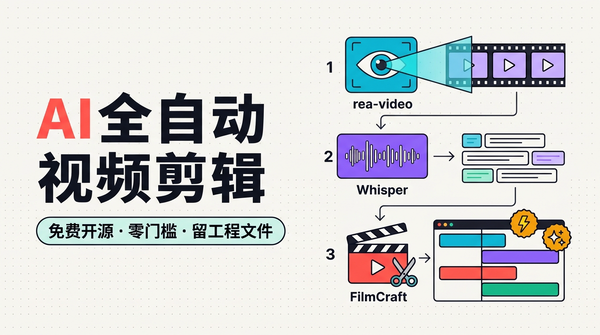 AI全自动
视频剪辑
免费开源 · 零门槛 · 留工程文件
1
rea-video
2
Whisper
3
FilmCraft